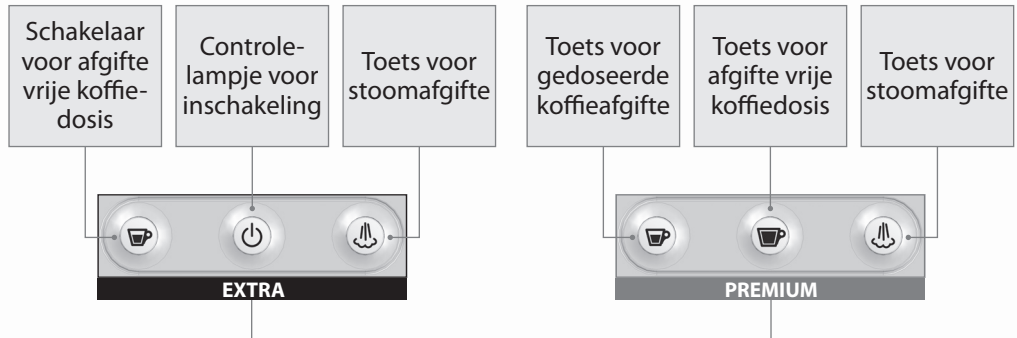 Schakelaar
voor afgifte
vrije koffie-
dosis
Controle-
lampje voor
inschakeling
Toets voor
stoomafgifte
EXTRA
Toets voor
gedoseerde
koffieafgifte
Toets voor
afgifte vrije
koffiedosis
Toets voor
stoomafgifte
PREMIUM